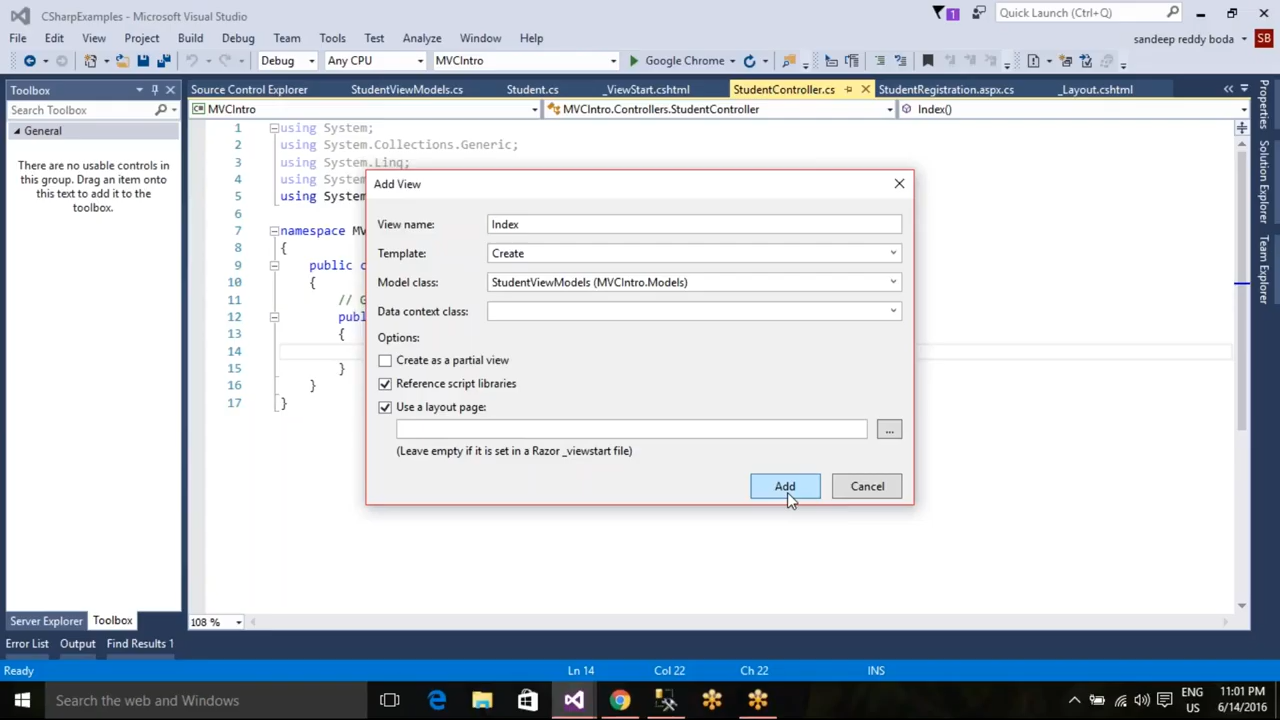 CSharpExamples - Microsoft Visual Studio
1
Quick Launch (Ctrl+Q)
File Edit View Project Build Debug Team Tools Test Analyze Window Help
sandeep reddy boda SB
Debug Any CPU MVCIntro Google Chrome
Toolbox
Source Control Explorer StudentViewModels.cs Student.cs _ViewStart.cshtml StudentController.cs StudentRegistration.aspx.cs _Layout.cshtml
Search Toolbox
MVCIntro MVCIntro.Controllers.StudentController Index()
General
There are no usable controls in
this group. Drag an item onto
this text to add it to the
toolbox.
1 using System;
2 using System.Collections.Generic;
3 using System.Linq;
4 using System
5 using System
6
7 namespace MV
8 {
9 public c
10 {
11 // G
12 publ
13 {
14
15 }
16 }
17 }
Add View
View name: Index
Template: Create
Model class: StudentViewModels (MVCIntro.Models)
Data context class:
Options:
Create as a partial view
Reference script libraries
Use a layout page:
...
(Leave empty if it is set in a Razor _viewstart file)
Add Cancel
Properties
Solution Explorer
Team Explorer
108 %
Server Explorer Toolbox
Error List Output Find Results 1
Ready Ln 14 Col 22 Ch 22 INS
Search the web and Windows
ENG
US
11:01 PM
6/14/2016